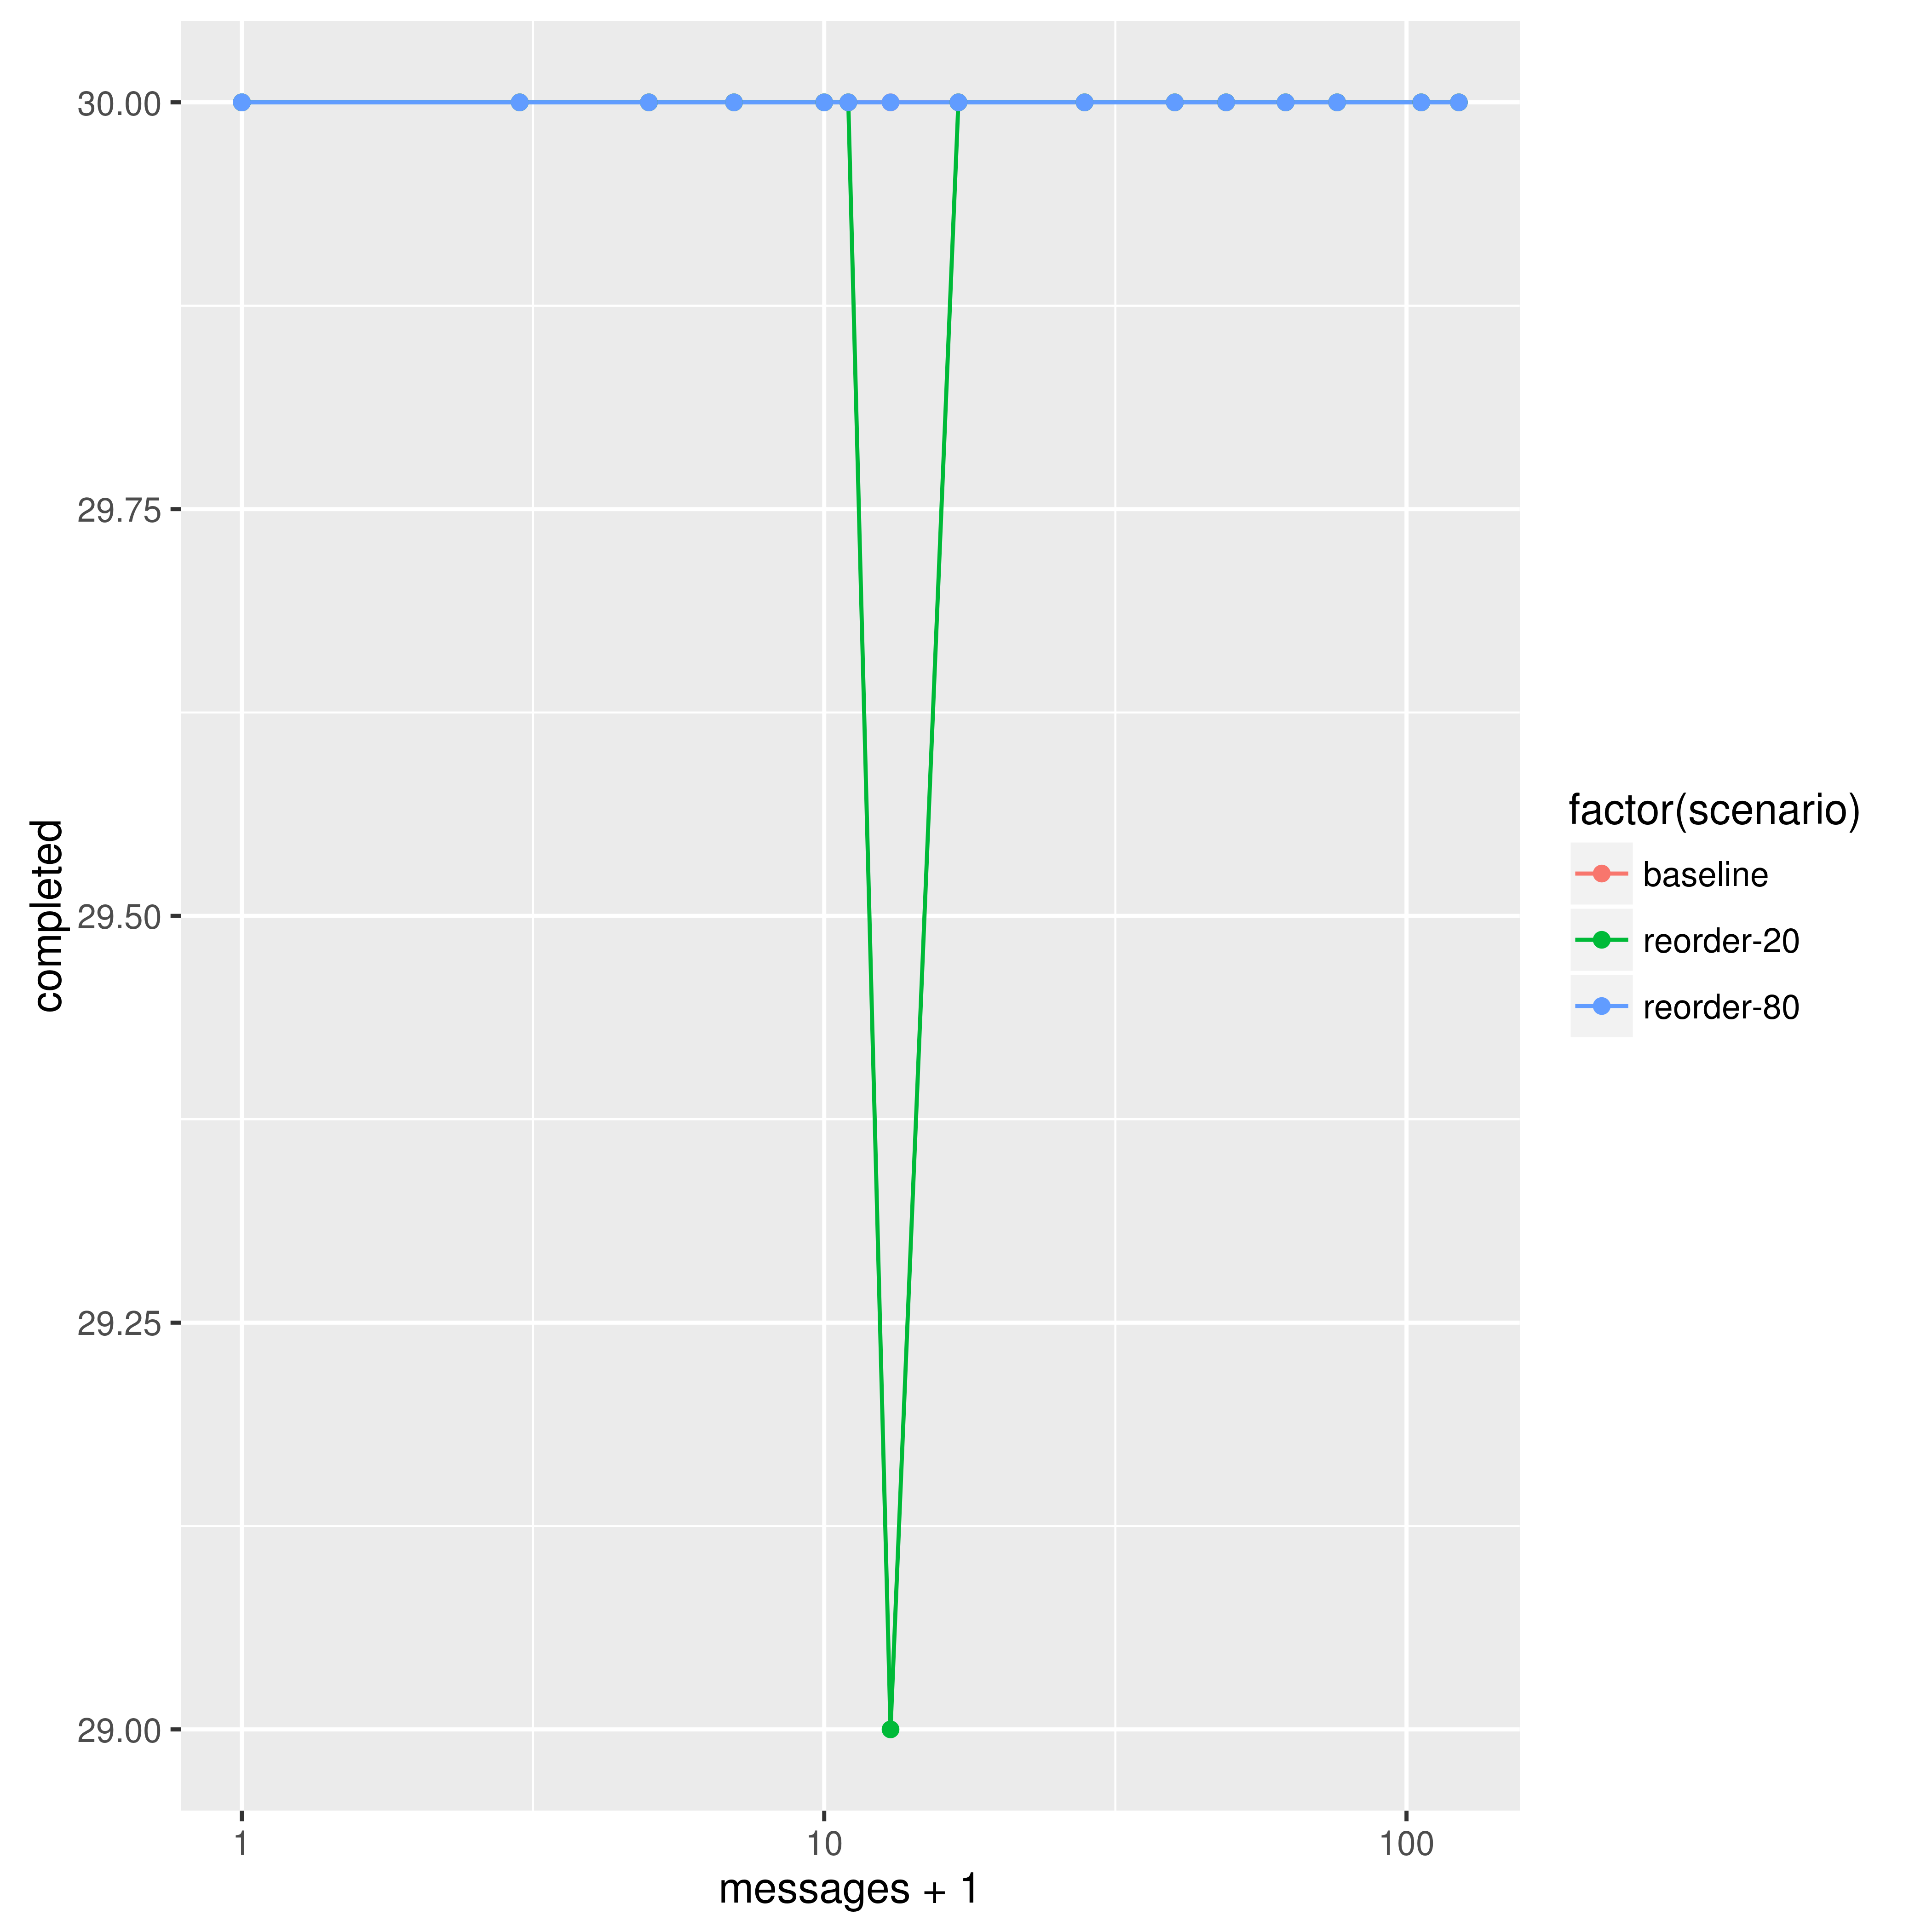 30.00
29.75
29.50
29.25
29.00
completed
1
10
100
messages + 1
factor(scenario)
baseline
reorder-20
reorder-80